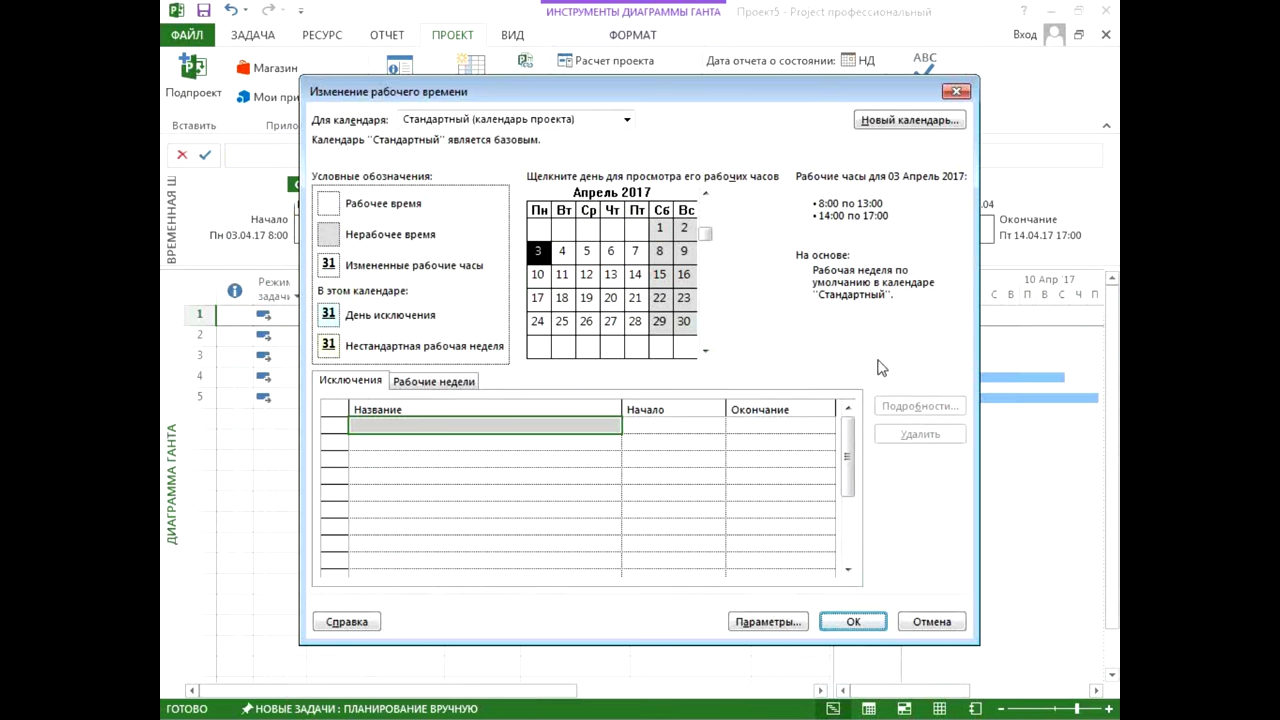 ИНСТРУМЕНТЫ ДИАГРАММЫ ГАНТА
Проект5 - Project профессиональный
ФАЙЛ ЗАДАЧА РЕСУРС ОТЧЕТ ПРОЕКТ ВИД ФОРМАТ Вход
Магазин
Мои при
Подпроект
Вставить
Прило
Расчет проекта
Дата отчета о состоянии: НД
ABC
Изменение рабочего времени
Для календаря: Стандартный (календарь проекта)
Новый календарь...
Календарь "Стандартный" является базовым.
Условные обозначения:
Рабочее время
Нерабочее время
31 Измененные рабочие часы
В этом календаре:
31 День исключения
31 Нестандартная рабочая неделя
Щелкните день для просмотра его рабочих часов
Апрель 2017
Пн Вт Ср Чт Пт Сб Вс
1 2
3 4 5 6 7 8 9
10 11 12 13 14 15 16
17 18 19 20 21 22 23
24 25 26 27 28 29 30
Рабочие часы для 03 Апрель 2017:
• 8:00 по 13:00
• 14:00 по 17:00
На основе:
Рабочая неделя по
умолчанию в календаре
"Стандартный".
Исключения Рабочие недели
Название Начало Окончание
Подробности...
Удалить
Справка Параметры... ОК Отмена
ВРЕМЕННАЯ Ш
Начало
Пн 03.04.17 8:00
.04
Окончание
Пт 14.04.17 17:00
Режим
задачи
10 Апр '17
С В П В С Ч П
1
2
3
4
5
ДИАГРАММА ГАНТА
ГОТОВО НОВЫЕ ЗАДАЧИ : ПЛАНИРОВАНИЕ ВРУЧНУЮ